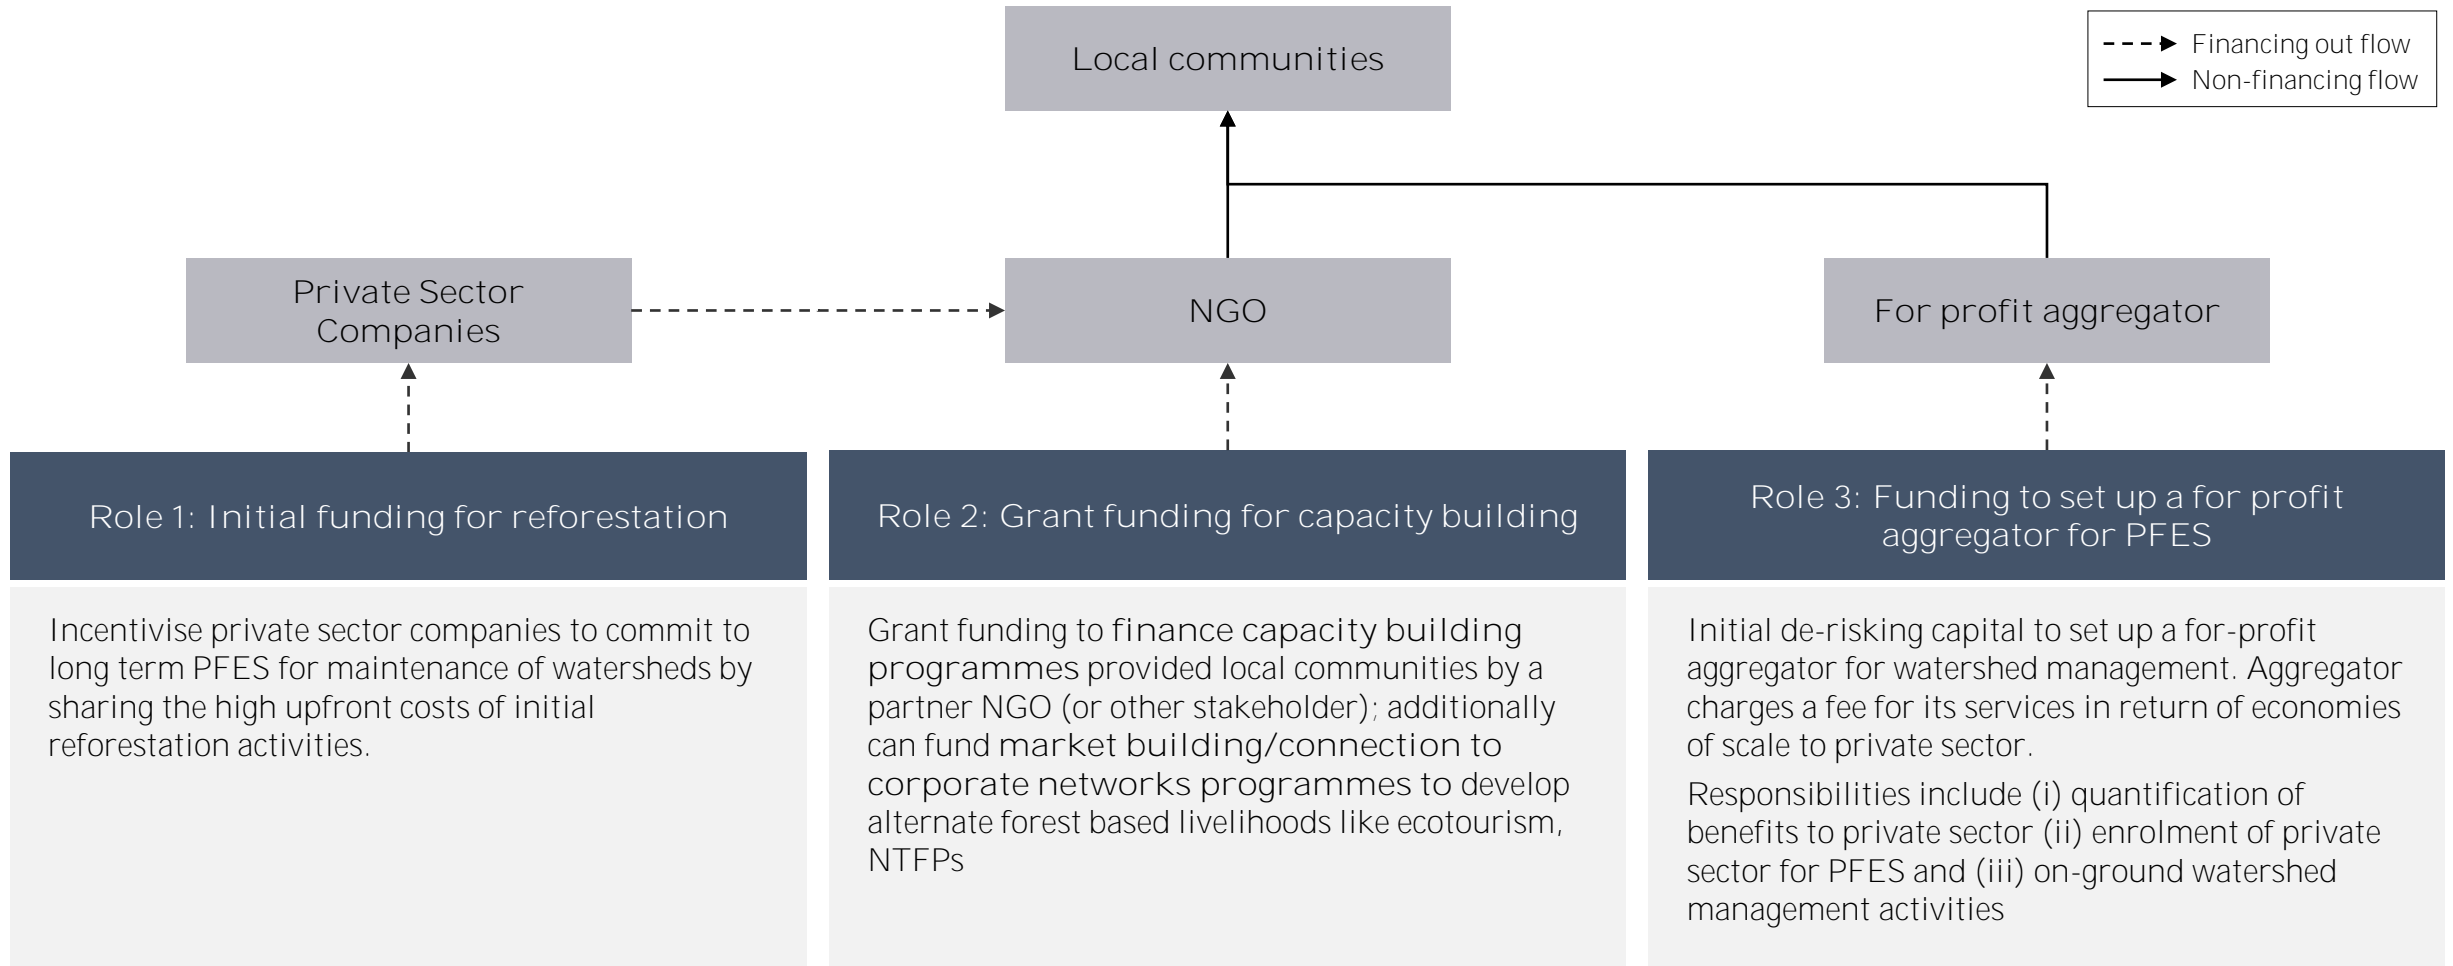 Local communities
Financing out flow
Non-financing flow
Private Sector
Companies
NGO
For profit aggregator
Role 1: Initial funding for reforestation
Role 2: Grant funding for capacity building
Role 3: Funding to set up a for profit
aggregator for PFES
Incentivise private sector companies to commit to
long term PFES for maintenance of watersheds by
sharing the high upfront costs of initial
reforestation activities.
Grant funding to finance capacity building
programmes provided local communities by a
partner NGO (or other stakeholder); additionally
can fund market building/connection to
corporate networks programmes to develop
alternate forest based livelihoods like ecotourism,
NTFPs
Initial de-risking capital to set up a for-profit
aggregator for watershed management. Aggregator
charges a fee for its services in return of economies
of scale to private sector.
Responsibilities include (i) quantification of
benefits to private sector (ii) enrolment of private
sector for PFES and (iii) on-ground watershed
management activities